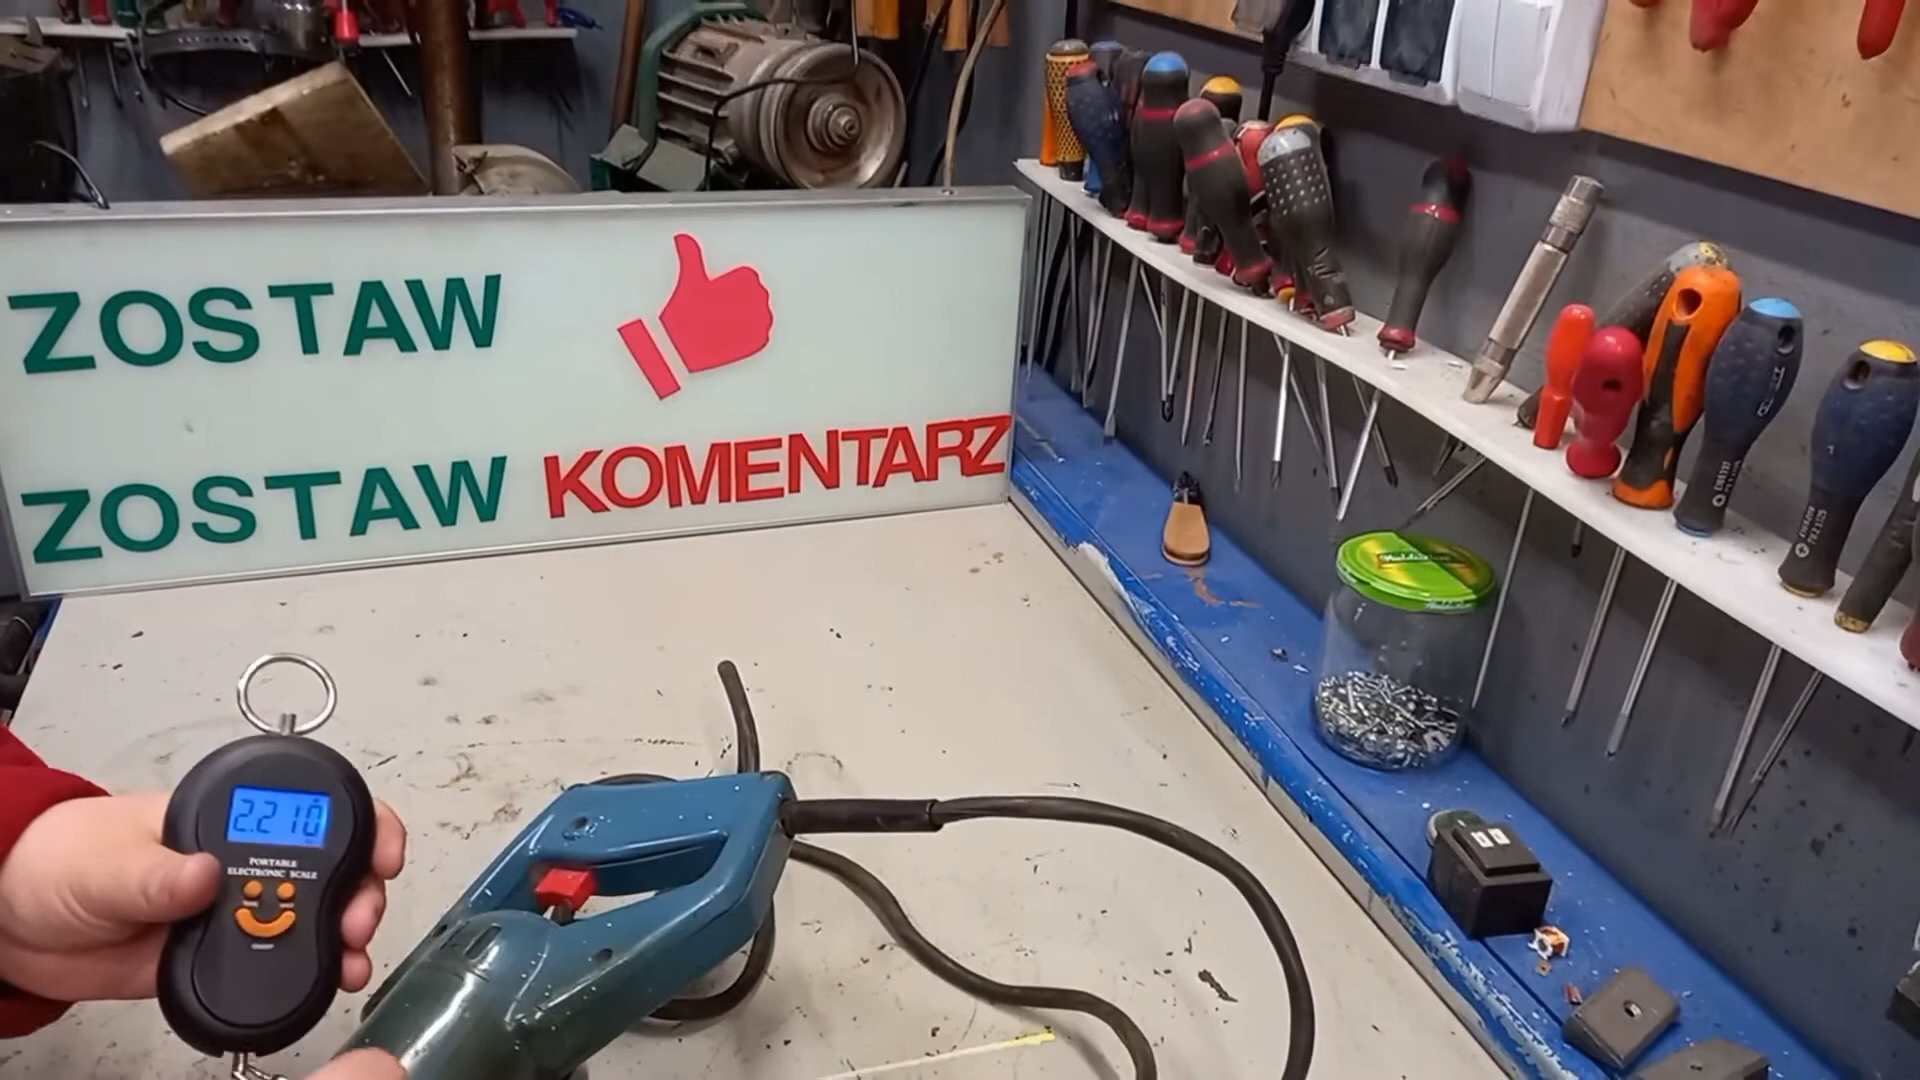 ZOSTAW
ZOSTAW KOMENTARZ
2.210
PORTABLE
ELECTRONIC SCALE